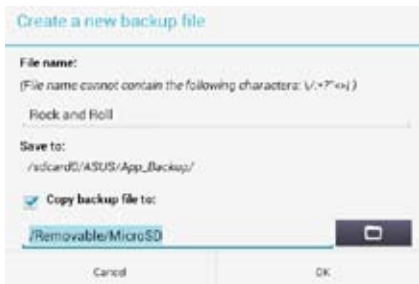 Create a new backup file
File name:
(File name cannot contain the following characters: \/:*?"<>|)
Rock and Roll
Save to:
/sdcard0/ASUS/App_Backup/
Copy backup file to:
/Removable/MicroSD
Cancel
OK